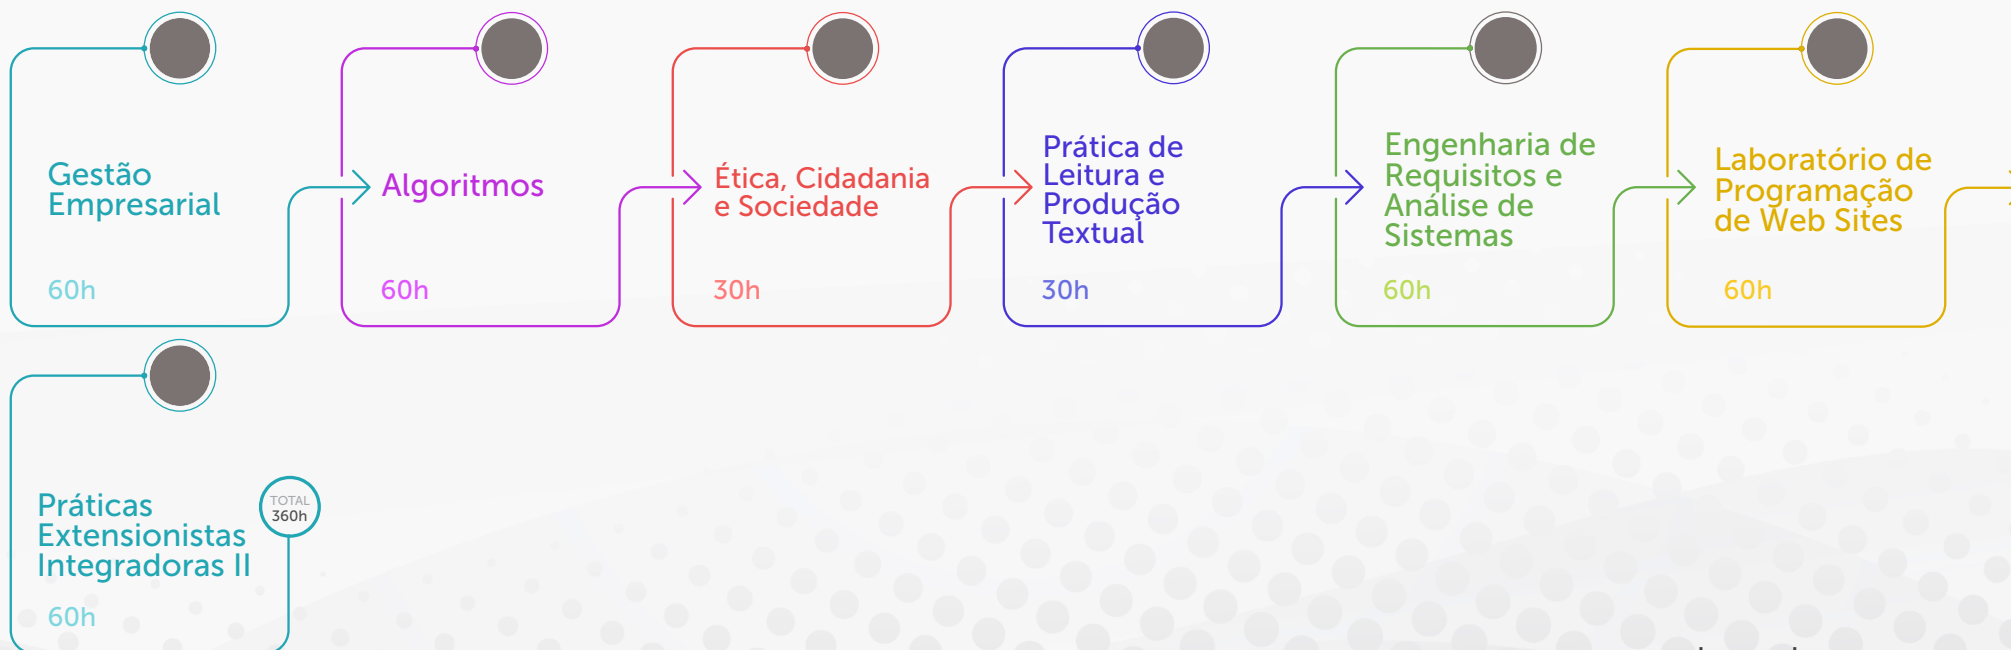 Gestão
Empresarial
60h
Algoritmos
60h
Ética, Cidadania
e Sociedade
30h
Prática de
Leitura e
Produção
Textual
30h
Engenharia de
Requisitos e
Análise de
Sistemas
60h
Laboratório de
Programação
de Web Sites
60h
Práticas
Extensionistas
Integradoras II
60h
TOTAL
360h